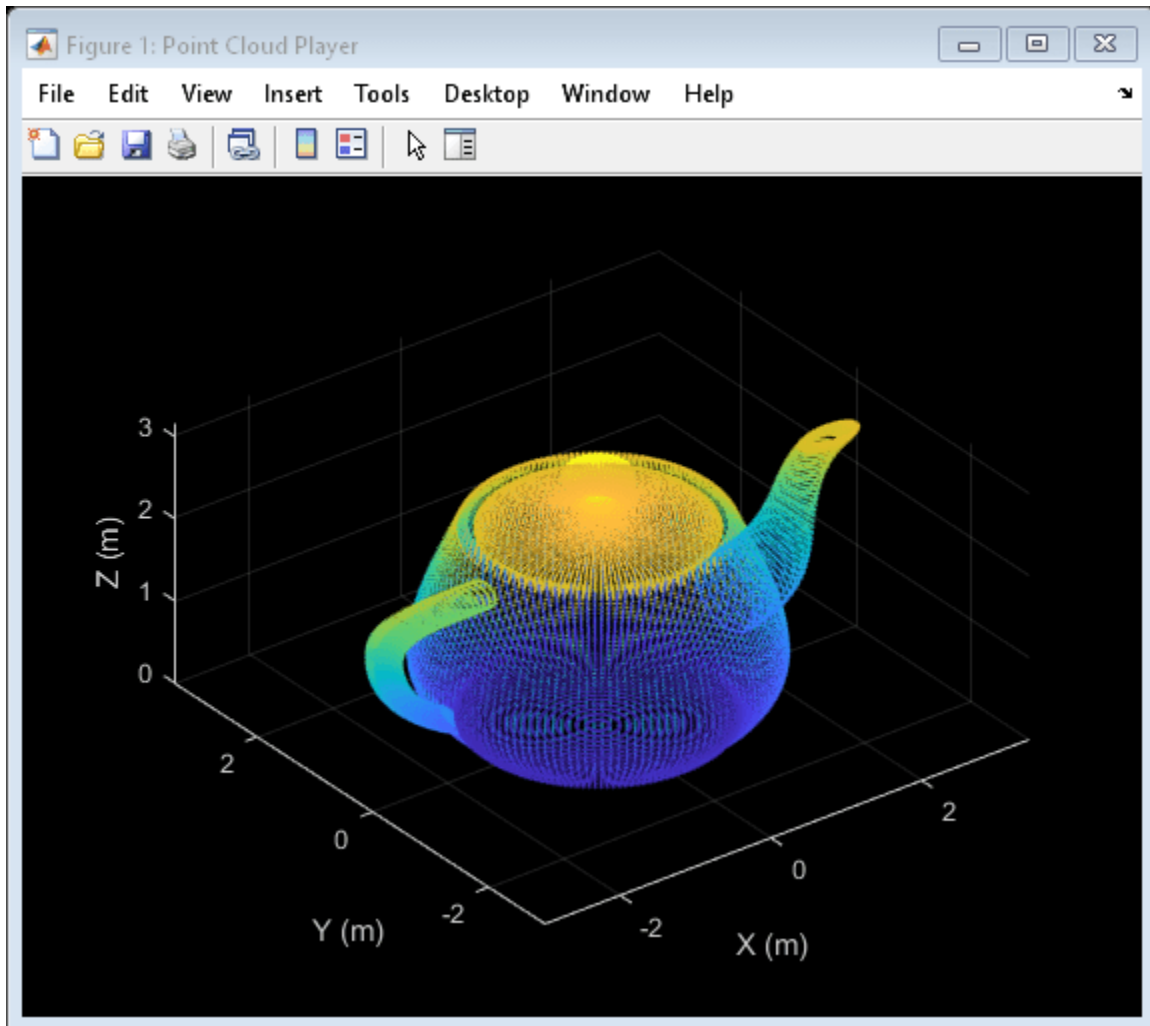 Figure 1: Point Cloud Player
File Edit View Insert Tools Desktop Window Help
3
2
1
0
Z (m)
2
0
-2
Y (m)
-2
0
2
X (m)